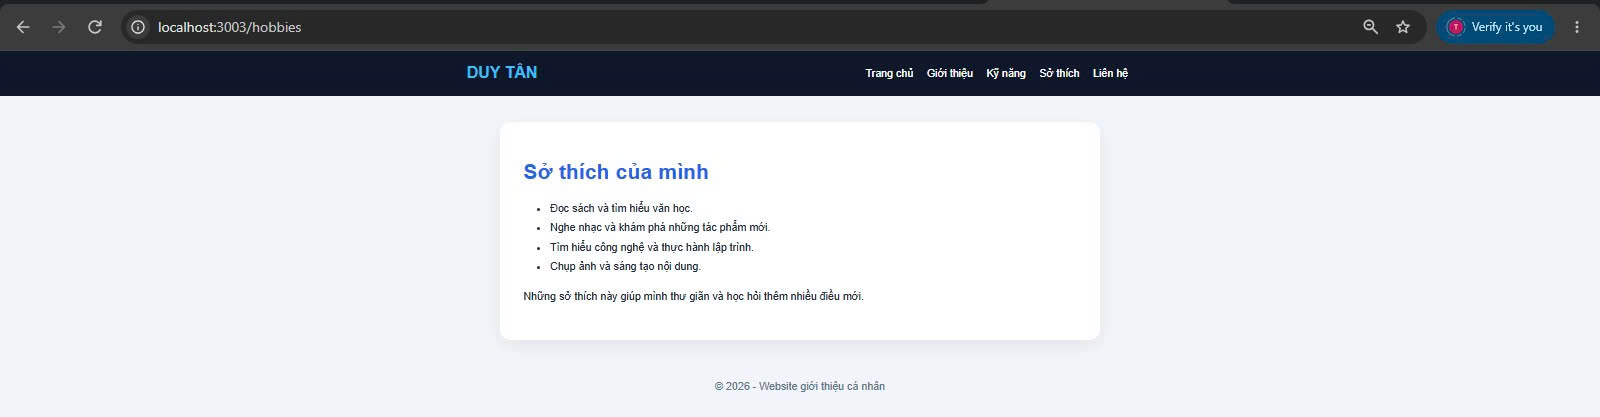 localhost:3003/hobbies
T Verify it's you
DUY TÂN Trang chủ Giới thiệu Kỹ năng Sở thích Liên hệ
Sở thích của mình
• Đọc sách và tìm hiểu văn học.
• Nghe nhạc và khám phá những tác phẩm mới.
• Tìm hiểu công nghệ và thực hành lập trình.
• Chụp ảnh và sáng tạo nội dung.
Những sở thích này giúp mình thư giãn và học hỏi thêm nhiều điều mới.
© 2026 - Website giới thiệu cá nhân